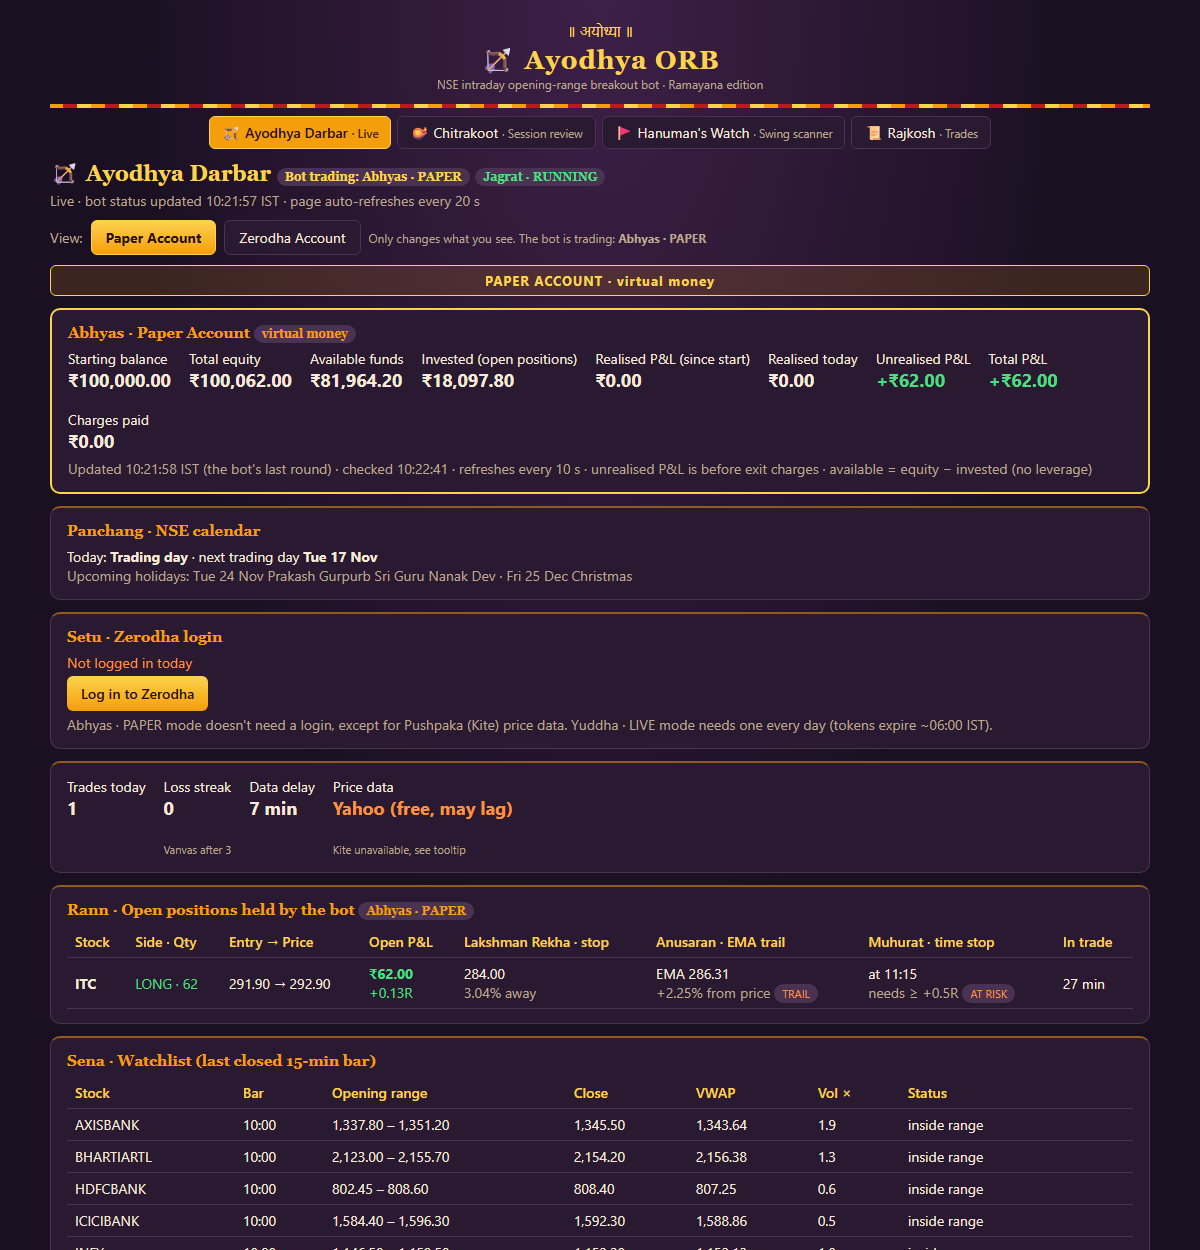 ॥ अयोध्या ॥
Ayodhya ORB
NSE intraday opening-range breakout bot · Ramayana edition
Ayodhya Darbar · Live
Chitrakoot · Session review
Hanuman's Watch · Swing scanner
Rajkosh · Trades
Ayodhya Darbar Bot trading: Abhyas · PAPER Jagrat · RUNNING
Live · bot status updated 10:21:57 IST · page auto-refreshes every 20 s
View: Paper Account Zerodha Account Only changes what you see. The bot is trading: Abhyas · PAPER
PAPER ACCOUNT · virtual money
Abhyas · Paper Account virtual money
Starting balance Total equity Available funds Invested (open positions) Realised P&L (since start) Realised today Unrealised P&L Total P&L
₹100,000.00 ₹100,062.00 ₹81,964.20 ₹18,097.80 ₹0.00 ₹0.00 +₹62.00 +₹62.00
Charges paid
₹0.00
Updated 10:21:58 IST (the bot's last round) · checked 10:22:41 · refreshes every 10 s · unrealised P&L is before exit charges · available = equity − invested (no leverage)
Panchang · NSE calendar
Today: Trading day · next trading day Tue 17 Nov
Upcoming holidays: Tue 24 Nov Prakash Gurpurb Sri Guru Nanak Dev · Fri 25 Dec Christmas
Setu · Zerodha login
Not logged in today
Log in to Zerodha
Abhyas · PAPER mode doesn't need a login, except for Pushpaka (Kite) price data. Yuddha · LIVE mode needs one every day (tokens expire ~06:00 IST).
Trades today Loss streak Data delay Price data
1 0 7 min Yahoo (free, may lag)
Vanvas after 3 Kite unavailable, see tooltip
Rann · Open positions held by the bot Abhyas · PAPER
Stock Side · Qty Entry → Price Open P&L Lakshman Rekha · stop Anusaran · EMA trail Muhurat · time stop In trade
ITC LONG · 62 291.90 → 292.90 ₹62.00 284.00 EMA 286.31 at 11:15 27 min
+0.13R 3.04% away +2.25% from price TRAIL needs ≥ +0.5R AT RISK
Sena · Watchlist (last closed 15-min bar)
Stock Bar Opening range Close VWAP Vol × Status
AXISBANK 10:00 1,337.80 – 1,351.20 1,345.50 1,343.64 1.9 inside range
BHARTIARTL 10:00 2,123.00 – 2,155.70 2,154.20 2,156.38 1.3 inside range
HDFCBANK 10:00 802.45 – 808.60 808.40 807.25 0.6 inside range
ICICIBANK 10:00 1,584.40 – 1,596.30 1,592.30 1,588.86 0.5 inside range